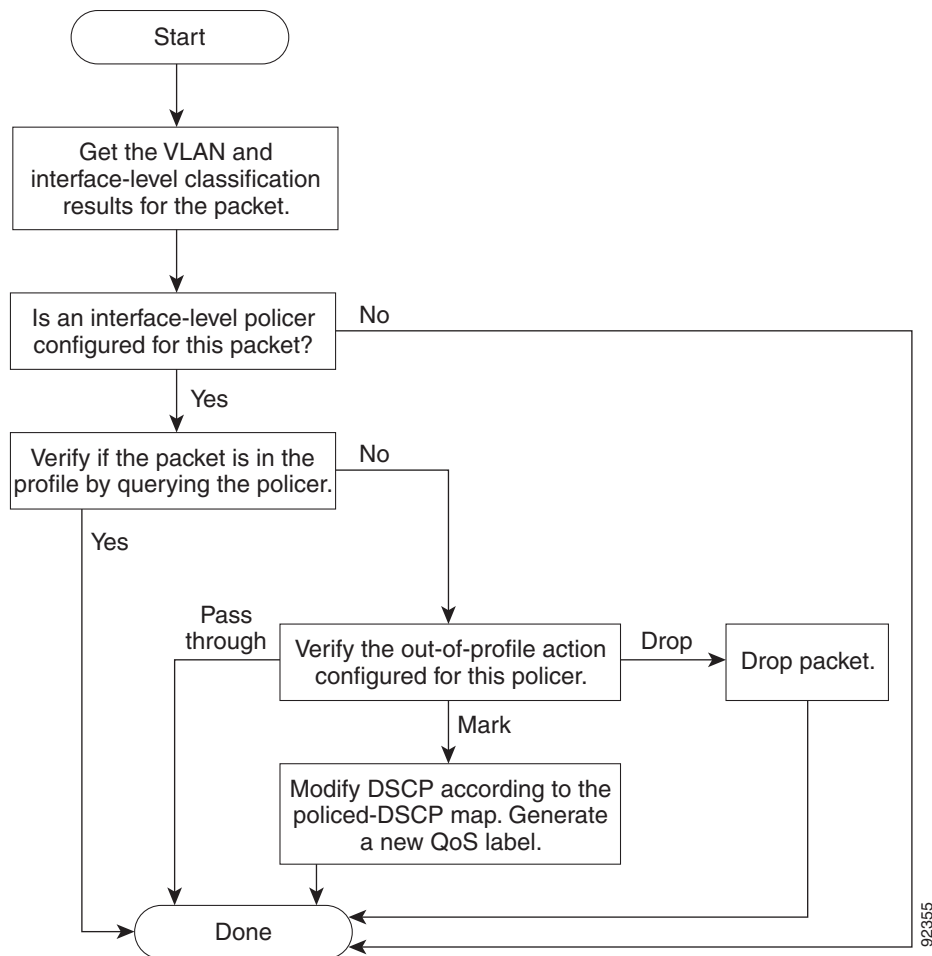 Start
Get the VLAN and
interface-level classification
results for the packet.
Is an interface-level policer
configured for this packet?
No
Yes
Verify if the packet is in the
profile by querying the policer.
No
Yes
Pass
through
Verify the out-of-profile action
configured for this policer.
Drop
Drop packet.
Mark
Modify DSCP according to the
policed-DSCP map. Generate
a new QoS label.
Done
92355